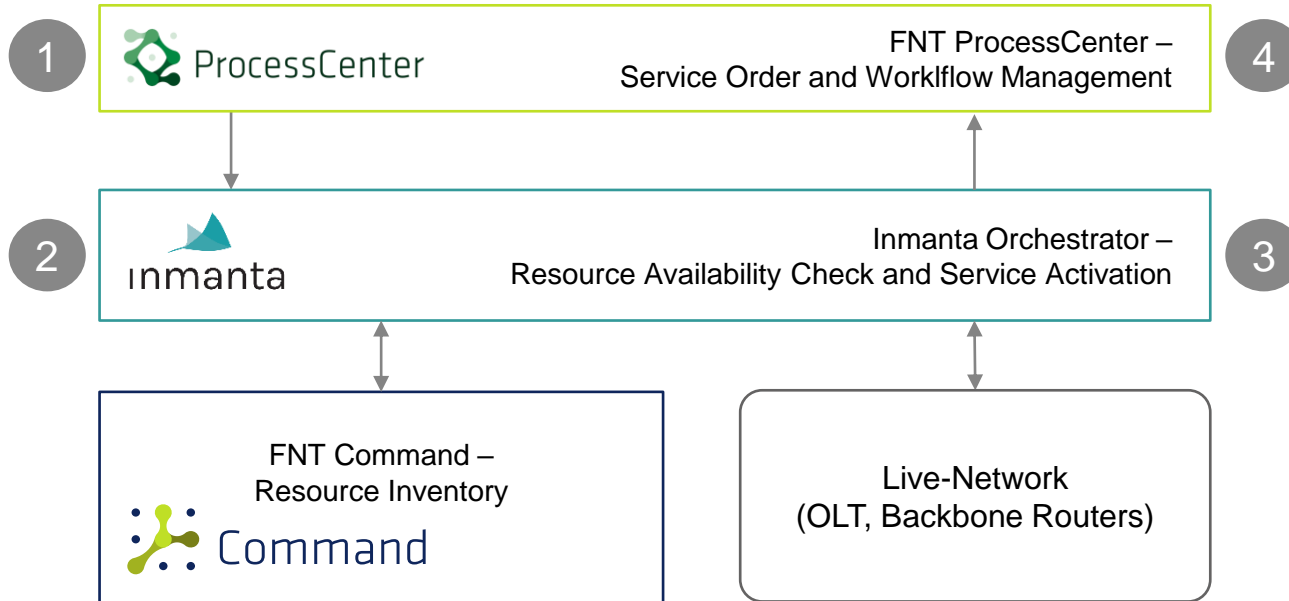 1
ProcessCenter
FNT ProcessCenter –
Service Order and Worklflow Management
4
2
inmanta
Inmanta Orchestrator –
Resource Availability Check and Service Activation
3
FNT Command –
Resource Inventory
Command
Live-Network
(OLT, Backbone Routers)